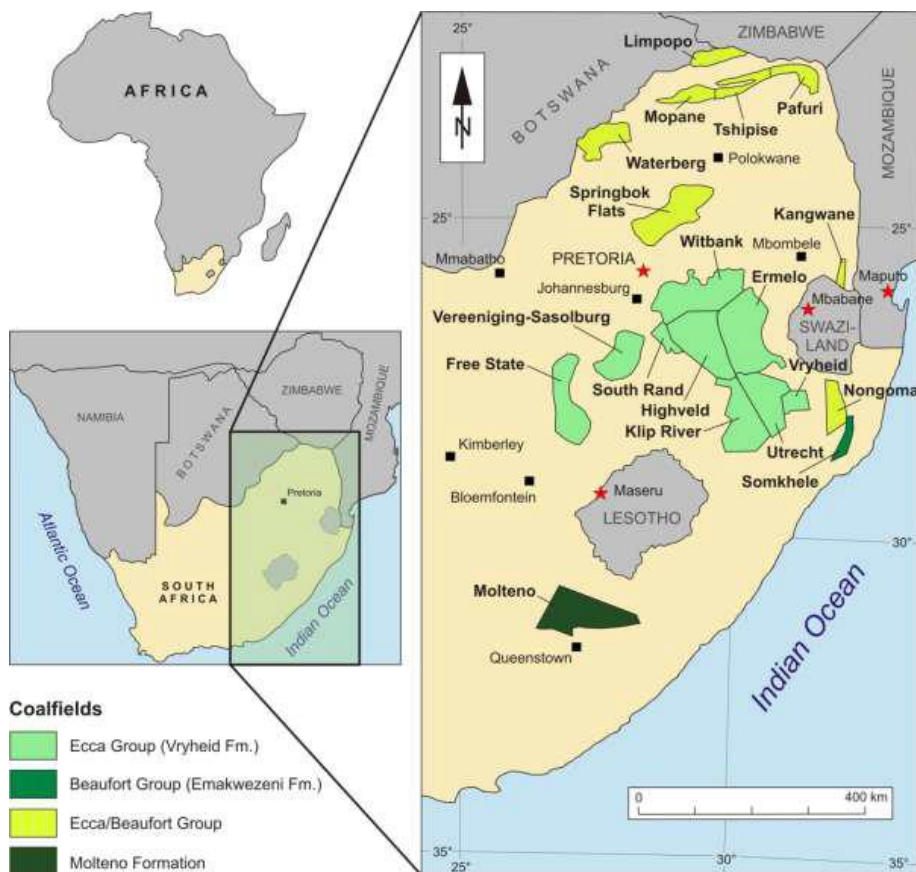 AFRICA
NAMIBIA
BOTSWANA
ZIMBABWE
MOZAMBIQUE
Pretoria
Atlantic Ocean
SOUTH
AFRICA
Indian Ocean
Coalfields
Ecca Group (Vryheid Fm.)
Beaufort Group (Emakwezeni Fm.)
Ecca/Beaufort Group
Molteno Formation
25°
ZIMBABWE
Limpopo
N
BOTSWANA
Mopane
Tshipise
Pafuri
MOZAMBIQUE
Waterberg
Polokwane
Springbok
Flats
25°
Kangwane
25°
Witbank
Mbombele
Mmabatho
PRETORIA
Ermelo
Maputo
Johannesburg
Mbabane
Vereeniging-Sasolburg
SWAZI-
LAND
Free State
Vryheid
South Rand
Nongoma
Highveld
Klip River
Kimberley
Utrecht
Somkhele
Bloemfontein
Maseru
LESOTHO
30°
30°
Molteno
Queenstown
Indian Ocean
0
400 km
35°
25°
30°
35°